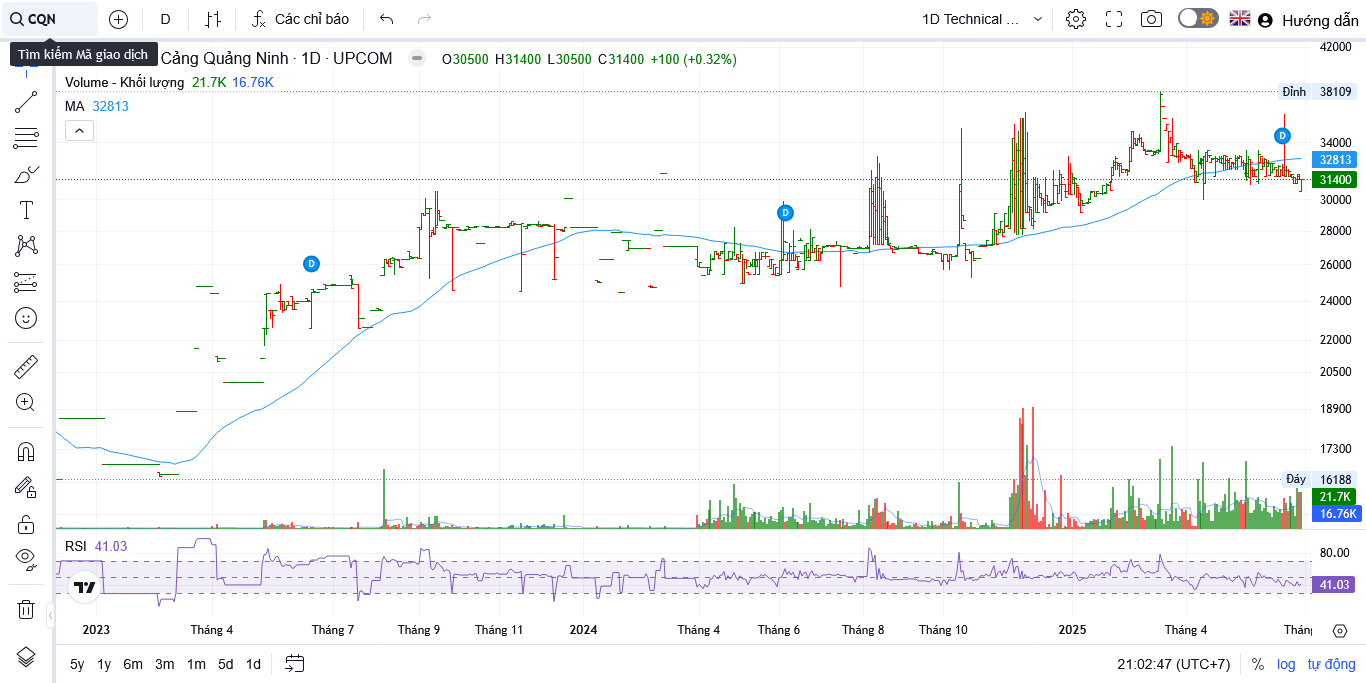 CQN D Các chỉ báo 1D Technical ... Hướng dẫn
Tìm kiếm Mã giao dịch
Cảng Quảng Ninh · 1D · UPCOM O30500 H31400 L30500 C31400 +100 (+0.32%)
Volume - Khối lượng 21.7K 16.76K
MA 32813
42000
Đỉnh 38109
34000
32813
31400
30000
28000
26000
24000
22000
20500
18900
17300
Đáy 16188
21.7K
16.76K
D
D
D
RSI 41.03
80.00
41.03
2023 Tháng 4 Tháng 7 Tháng 9 Tháng 11 2024 Tháng 4 Tháng 6 Tháng 8 Tháng 10 2025 Tháng 4 Thán
5y 1y 6m 3m 1m 5d 1d 21:02:47 (UTC+7) % log tự động